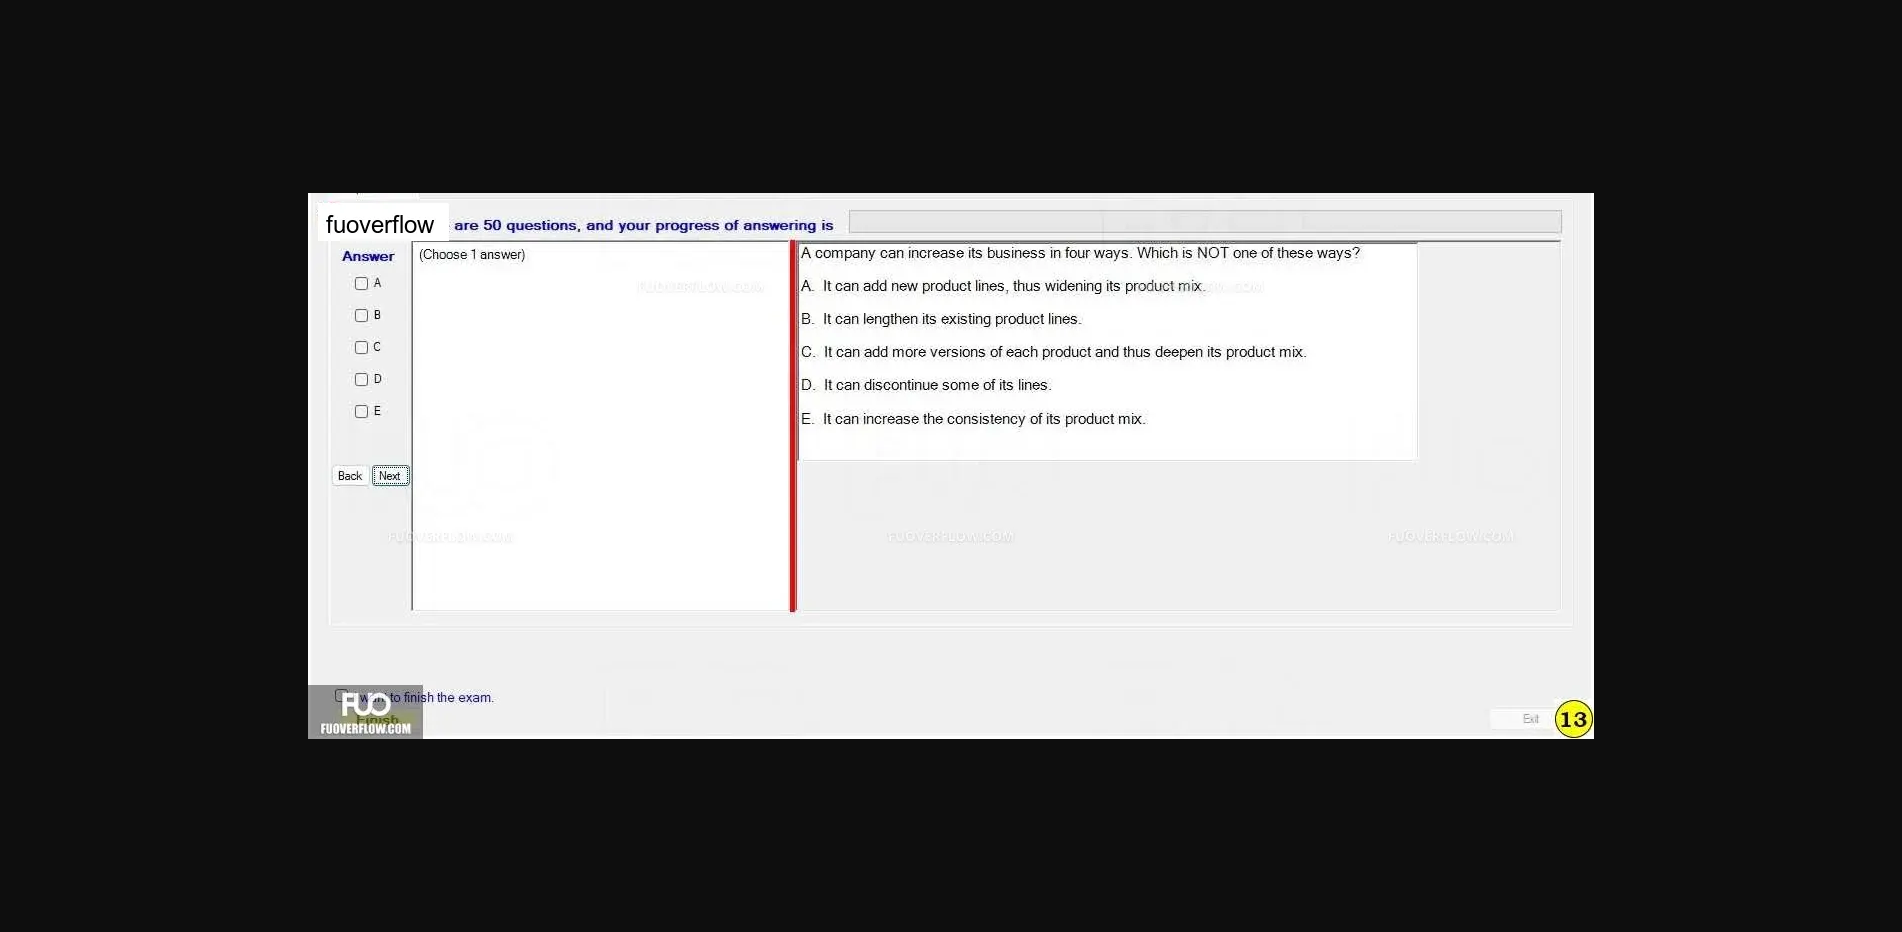 fuoverflow are 50 questions, and your progress of answering is
Answer
(Choose 1 answer)
A
B
C
D
E
Back Next
A company can increase its business in four ways. Which is NOT one of these ways?
A. It can add new product lines, thus widening its product mix.
B. It can lengthen its existing product lines.
C. It can add more versions of each product and thus deepen its product mix.
D. It can discontinue some of its lines.
E. It can increase the consistency of its product mix.
FUOVERFLOW.COM
FUOVERFLOW.COM FUOVERFLOW.COM FUOVERFLOW.COM
want to finish the exam.
Finish
FUO
FUOVERFLOW.COM
Exit
13